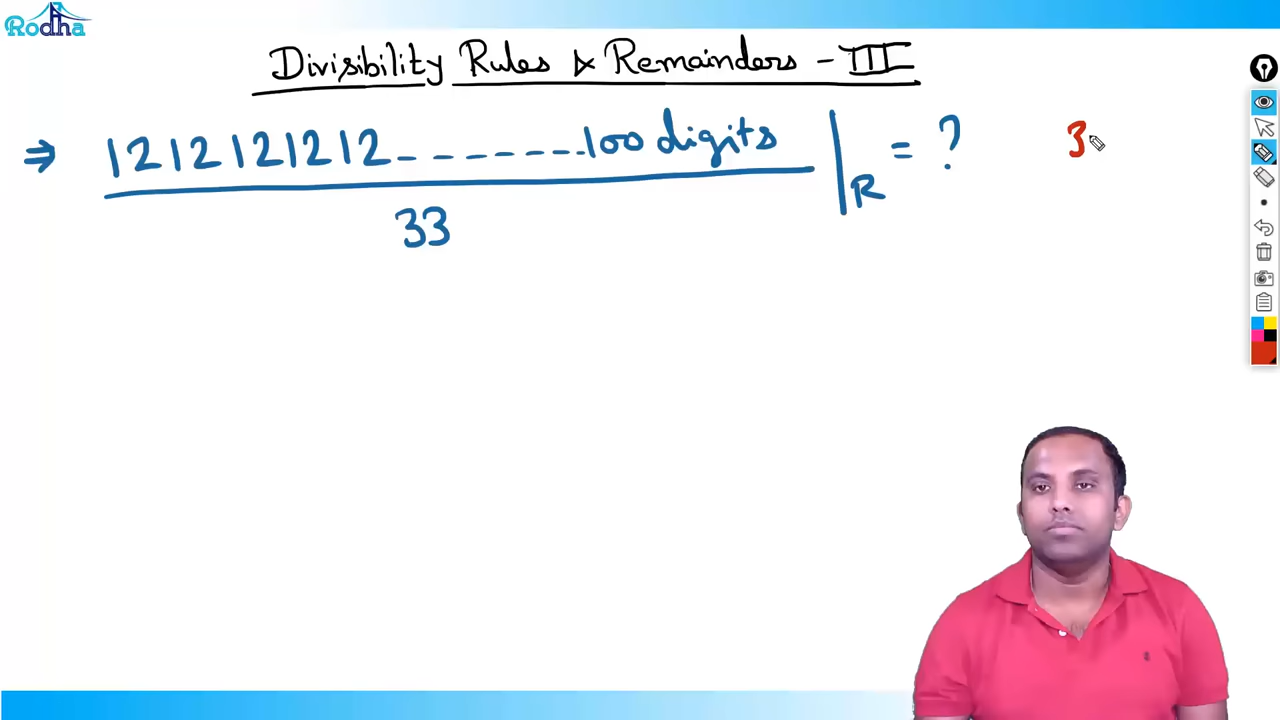 Rodha
Divisibility Rules & Remainders - III
⇒ 1212121212--------100 digits |R = ? 3
33